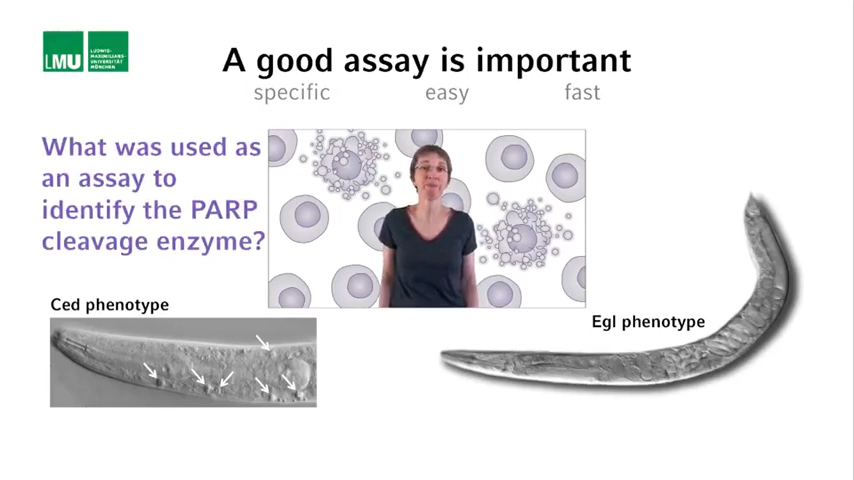 LMU
LUDWIG-
MAXIMILIANS-
UNIVERSITÄT
MÜNCHEN
A good assay is important
specific easy fast
What was used as
an assay to
identify the PARP
cleavage enzyme?
Ced phenotype
Egl phenotype